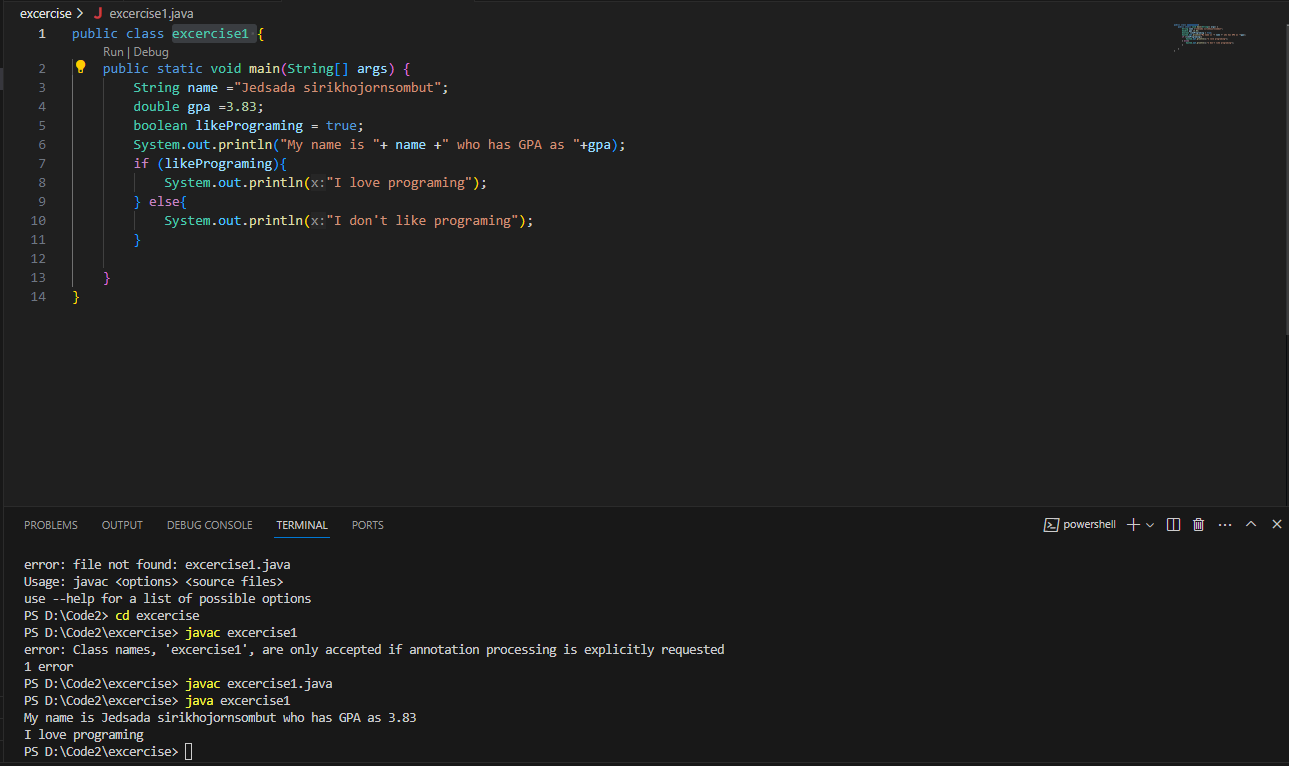 excercise > J excercise1.java
1 public class excercise1 {
Run | Debug
2 public static void main(String[] args) {
3 String name ="Jedsada sirikhojornsombut";
4 double gpa =3.83;
5 boolean likePrograming = true;
6 System.out.println("My name is "+ name +" who has GPA as "+gpa);
7 if (likePrograming){
8 System.out.println(x:"I love programing");
9 } else{
10 System.out.println(x:"I don't like programing");
11 }
12
13 }
14 }
PROBLEMS OUTPUT DEBUG CONSOLE TERMINAL PORTS powershell
error: file not found: excercise1.java
Usage: javac <options> <source files>
use --help for a list of possible options
PS D:\Code2> cd excercise
PS D:\Code2\excercise> javac excercise1
error: Class names, 'excercise1', are only accepted if annotation processing is explicitly requested
1 error
PS D:\Code2\excercise> javac excercise1.java
PS D:\Code2\excercise> java excercise1
My name is Jedsada sirikhojornsombut who has GPA as 3.83
I love programing
PS D:\Code2\excercise>